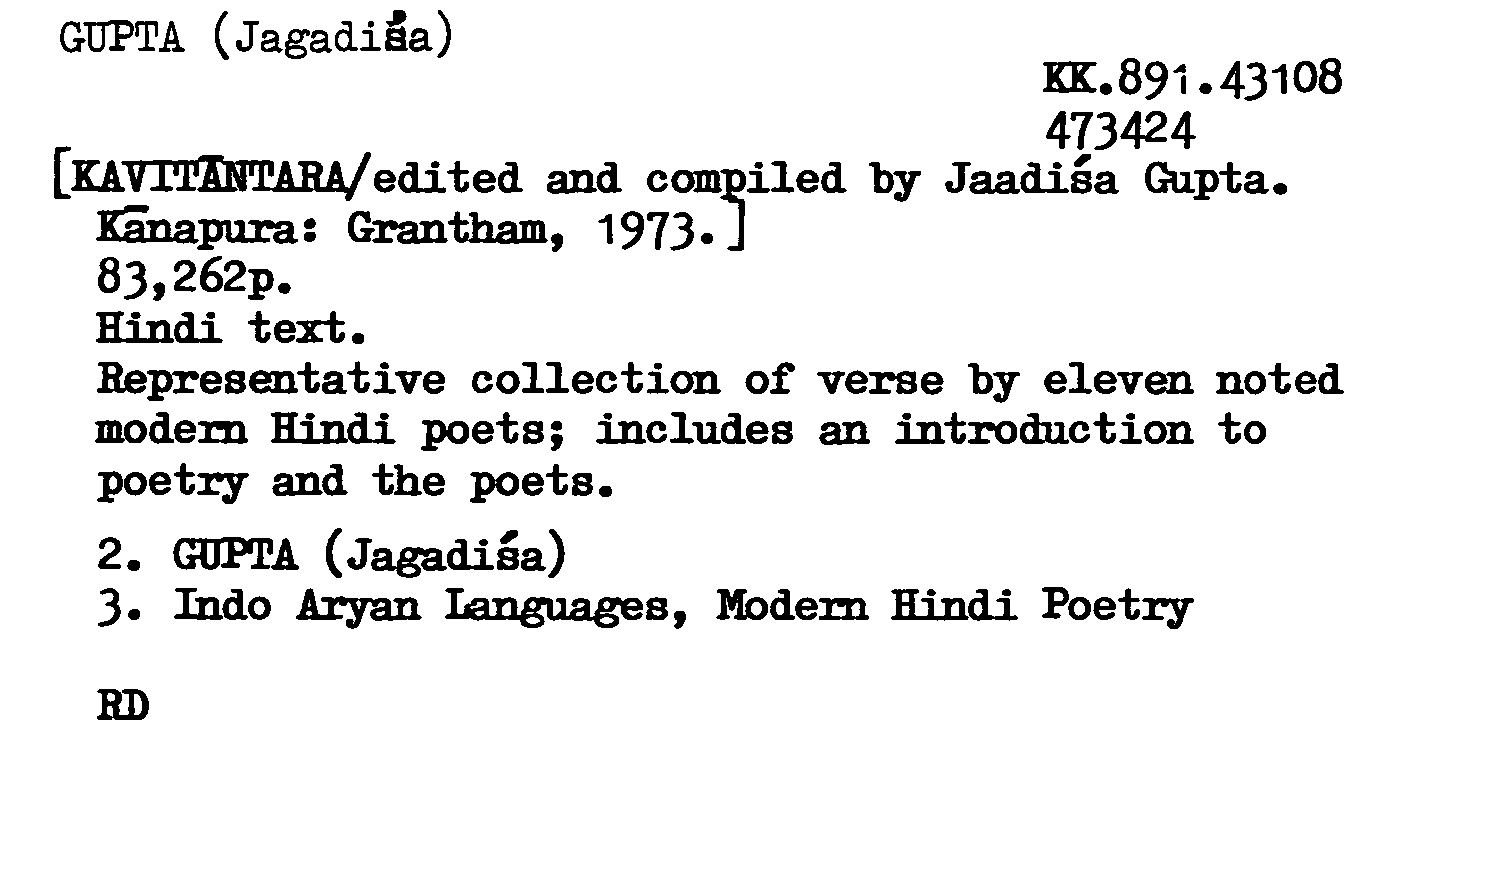 GUPTA (Jagadiśa)
KK.891.43108
473424
[KAVITĀNTARA/edited and compiled by Jaadiśa Gupta.
Kānapura: Grantham, 1973.]
83,262p.
Hindi text.
Representative collection of verse by eleven noted
modern Hindi poets; includes an introduction to
poetry and the poets.
2. GUPTA (Jagadiśa)
3. Indo Aryan Languages, Modern Hindi Poetry
RD